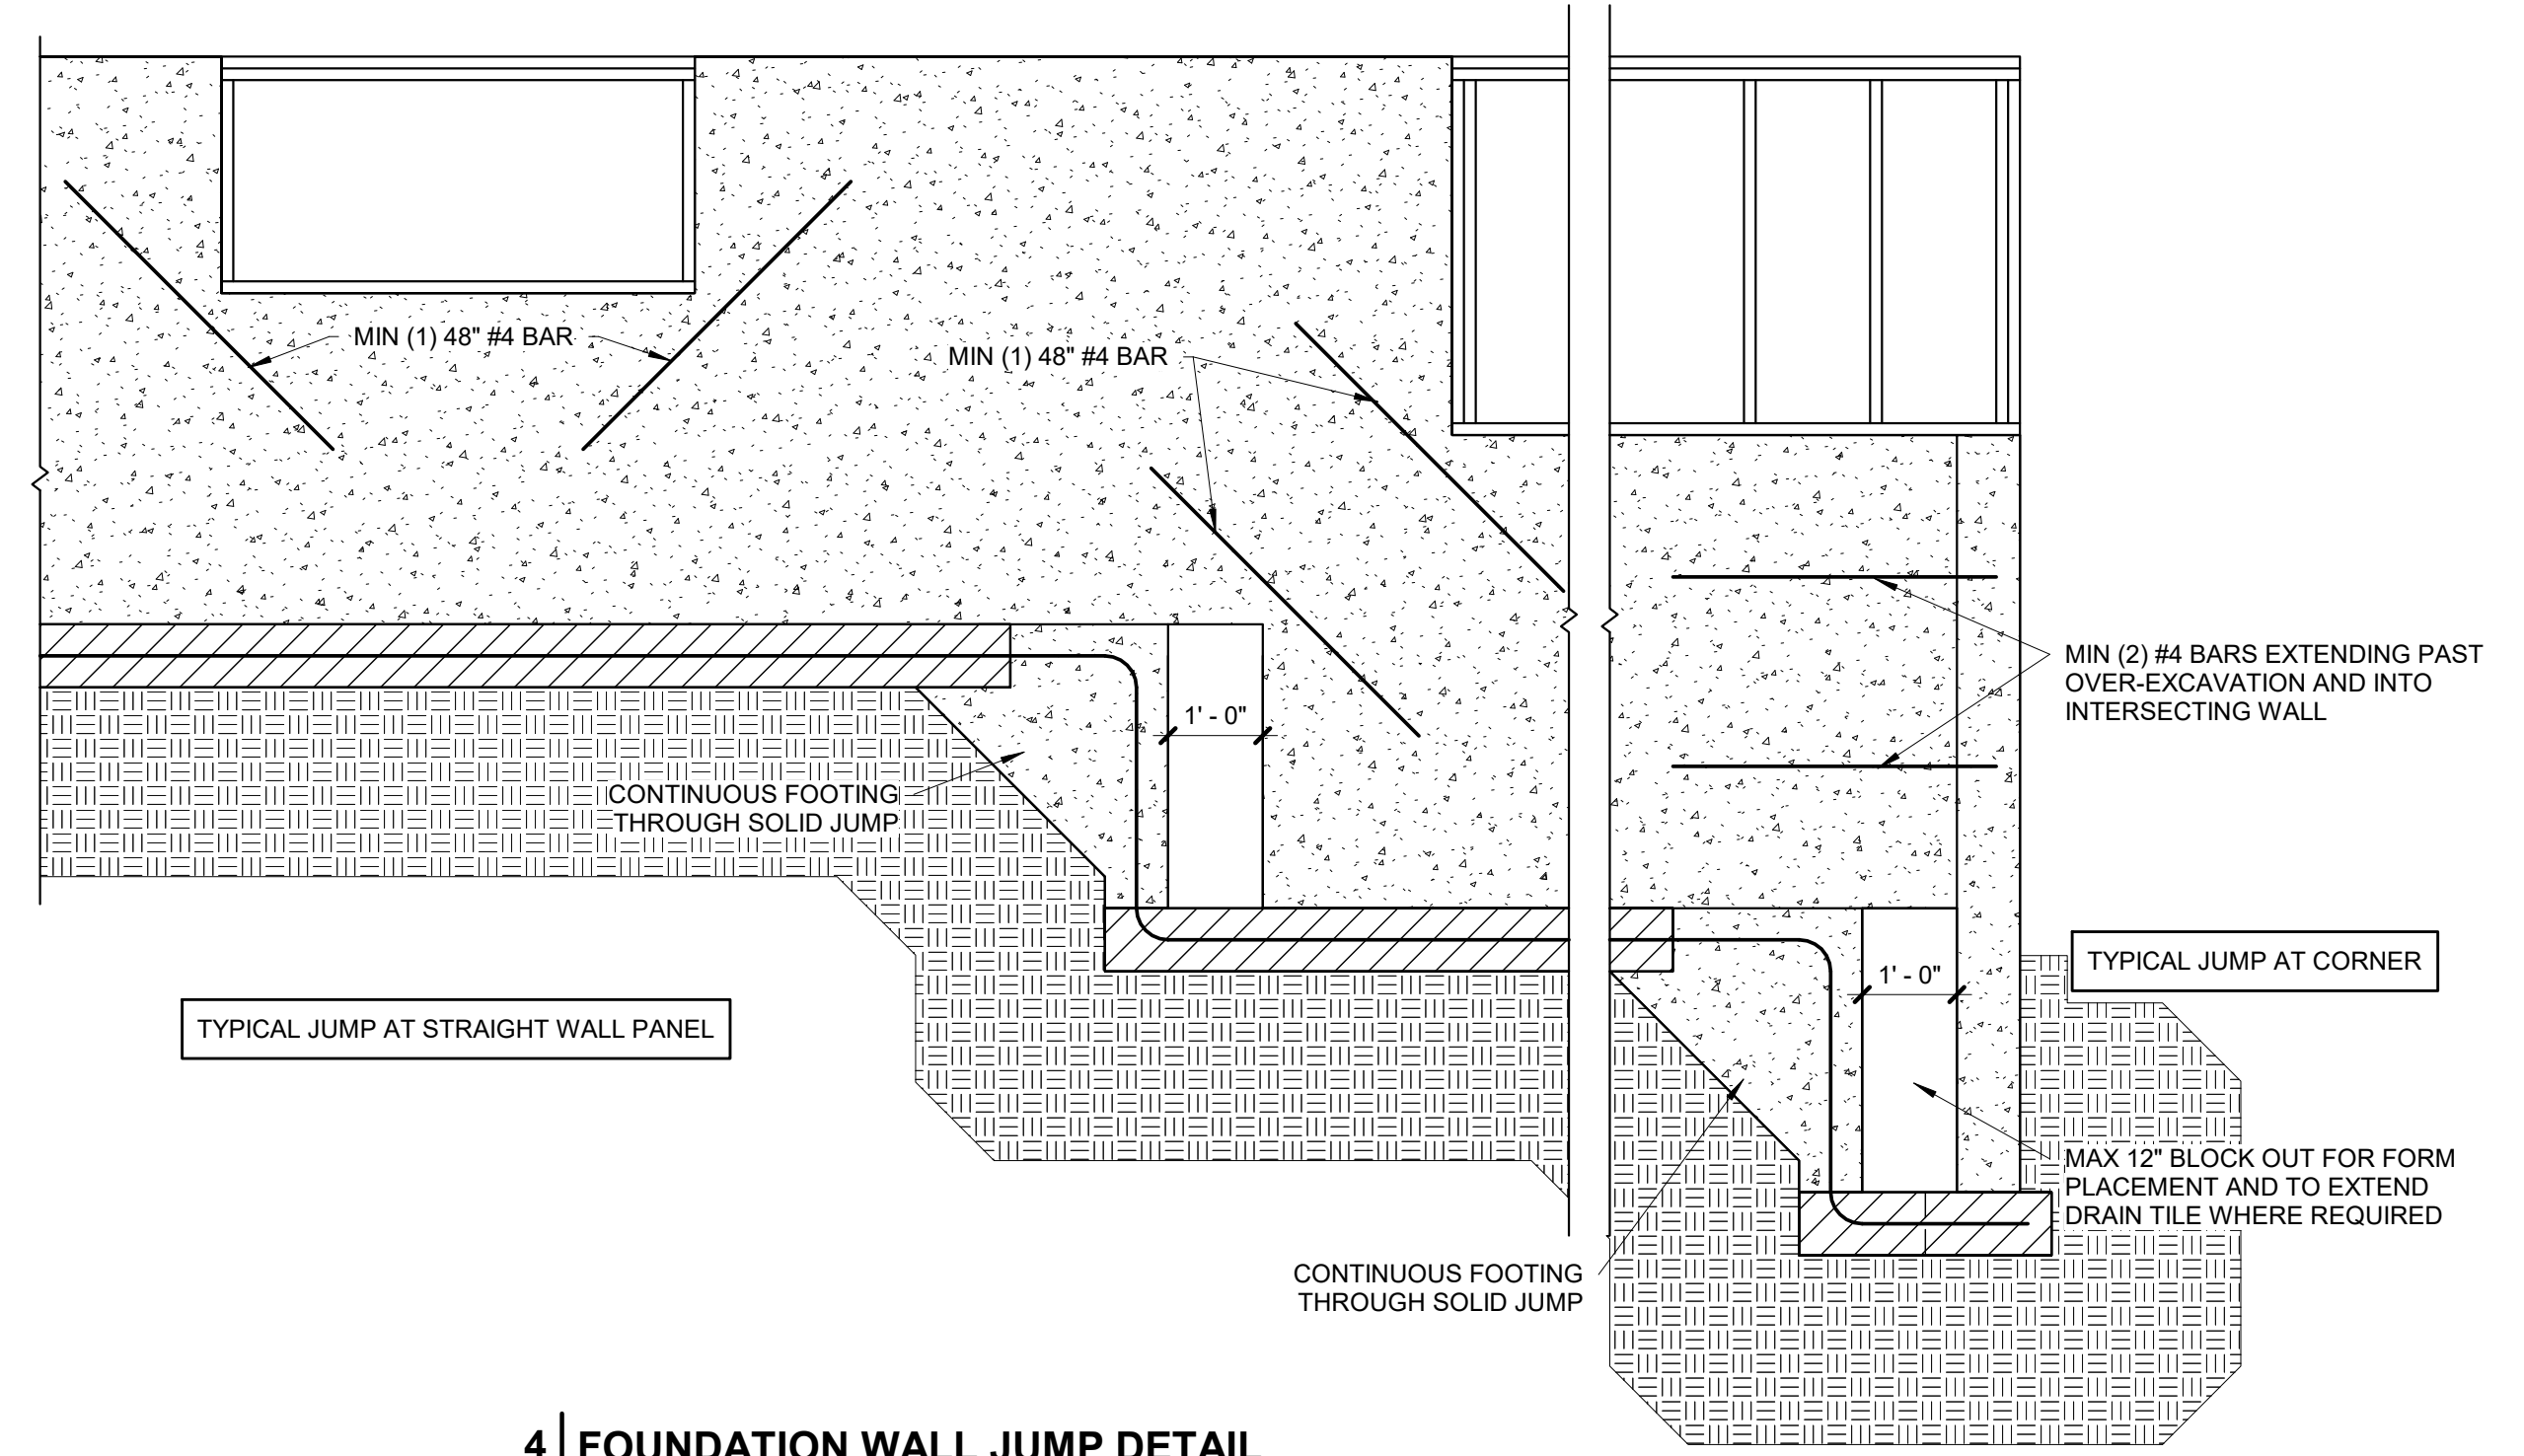 MIN (1) 48" #4 BAR
MIN (1) 48" #4 BAR
MIN (2) #4 BARS EXTENDING PAST
OVER-EXCAVATION AND INTO
INTERSECTING WALL
1' - 0"
CONTINUOUS FOOTING
THROUGH SOLID JUMP
TYPICAL JUMP AT CORNER
1' - 0"
TYPICAL JUMP AT STRAIGHT WALL PANEL
MAX 12" BLOCK OUT FOR FORM
PLACEMENT AND TO EXTEND
DRAIN TILE WHERE REQUIRED
CONTINUOUS FOOTING
THROUGH SOLID JUMP
4 FOUNDATION WALL JUMP DETAIL